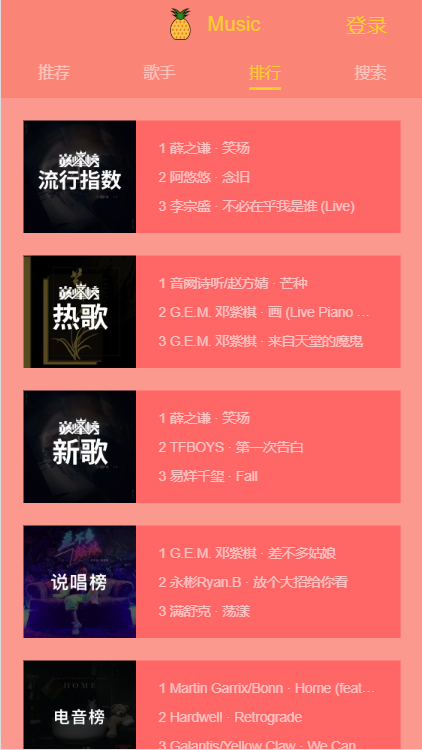 Music
登录
推荐
歌手
排行
搜索
巅峰榜
流行指数
1 薛之谦 · 笑场
2 阿悠悠 · 念旧
3 李宗盛 · 不必在乎我是谁 (Live)
巅峰榜
热歌
1 音阙诗听/赵方婧 · 芒种
2 G.E.M. 邓紫棋 · 画 (Live Piano ...
3 G.E.M. 邓紫棋 · 来自天堂的魔鬼
巅峰榜
新歌
1 薛之谦 · 笑场
2 TFBOYS · 第一次告白
3 易烊千玺 · Fall
差不多姑娘
说唱榜
1 G.E.M. 邓紫棋 · 差不多姑娘
2 永彬Ryan.B · 放个大招给你看
3 满舒克 · 荡漾
HOME
电音榜
1 Martin Garrix/Bonn · Home (feat...
2 Hardwell · Retrograde
3 Galantis/Yellow Claw · We Can